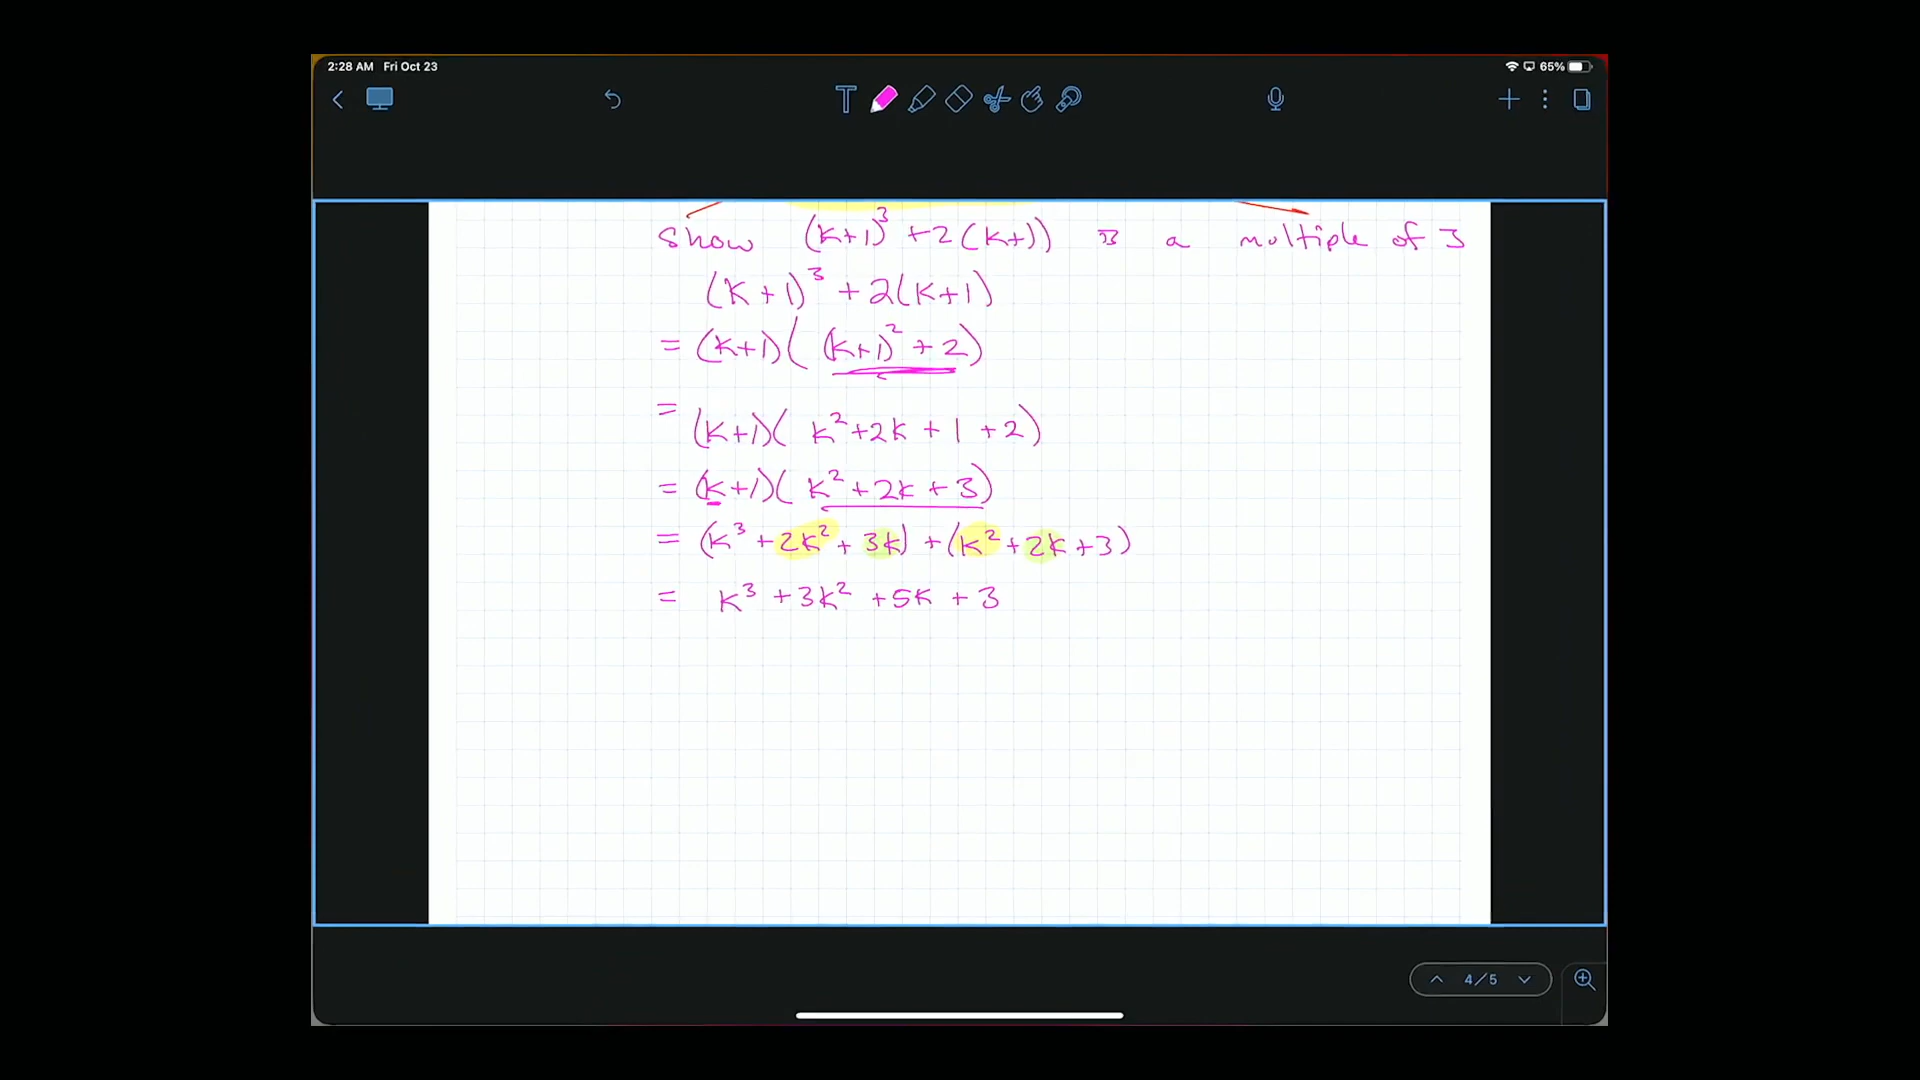 2:28 AM Fri Oct 23
65%
T
show (k+1)³ + 2(k+1) is a multiple of 3
(k+1)³ + 2(k+1)
= (k+1)( (k+1)² + 2)
= (k+1)( k² + 2k + 1 + 2)
= (k+1)( k² + 2k + 3)
= (k³ + 2k² + 3k) + (k² + 2k + 3)
= k³ + 3k² + 5k + 3
4/5